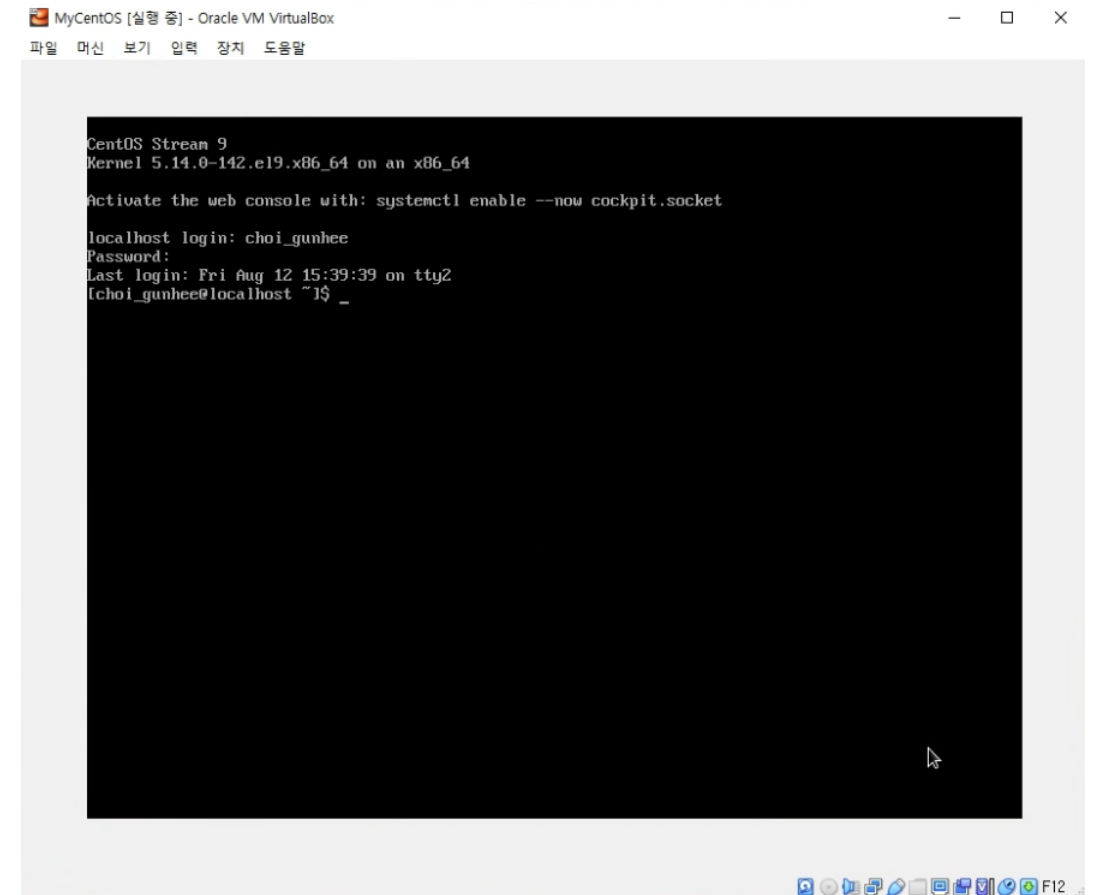 MyCentOS [실행 중] - Oracle VM VirtualBox
파일 머신 보기 입력 장치 도움말
CentOS Stream 9
Kernel 5.14.0-142.el9.x86_64 on an x86_64
Activate the web console with: systemctl enable --now cockpit.socket
localhost login: choi_gunhee
Password:
Last login: Fri Aug 12 15:39:39 on tty2
[choi_gunhee@localhost ~]$ _
F12